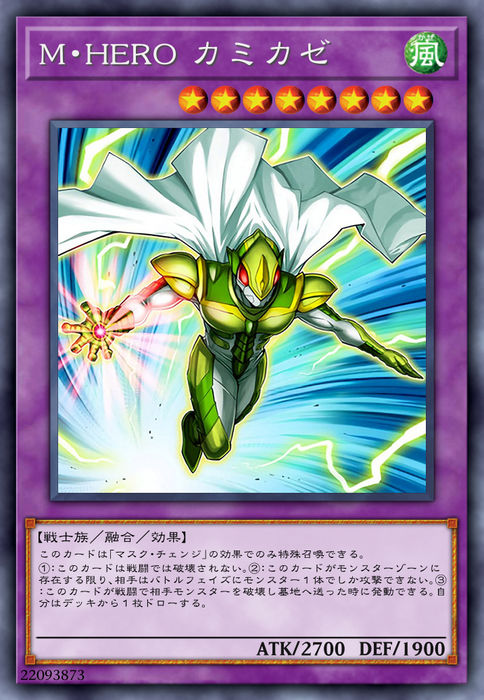 M・HERO カミカゼ
かぜ
風
【戦士族／融合／効果】
このカードは「マスク・チェンジ」の効果でのみ特殊召喚できる。
①：このカードは戦闘では破壊されない。②：このカードがモンスターゾーンに
存在する限り、相手はバトルフェイズにモンスター１体でしか攻撃できない。③
：このカードが戦闘で相手モンスターを破壊し墓地へ送った時に発動できる。自
分はデッキから１枚ドローする。
ATK/2700 DEF/1900
22093873